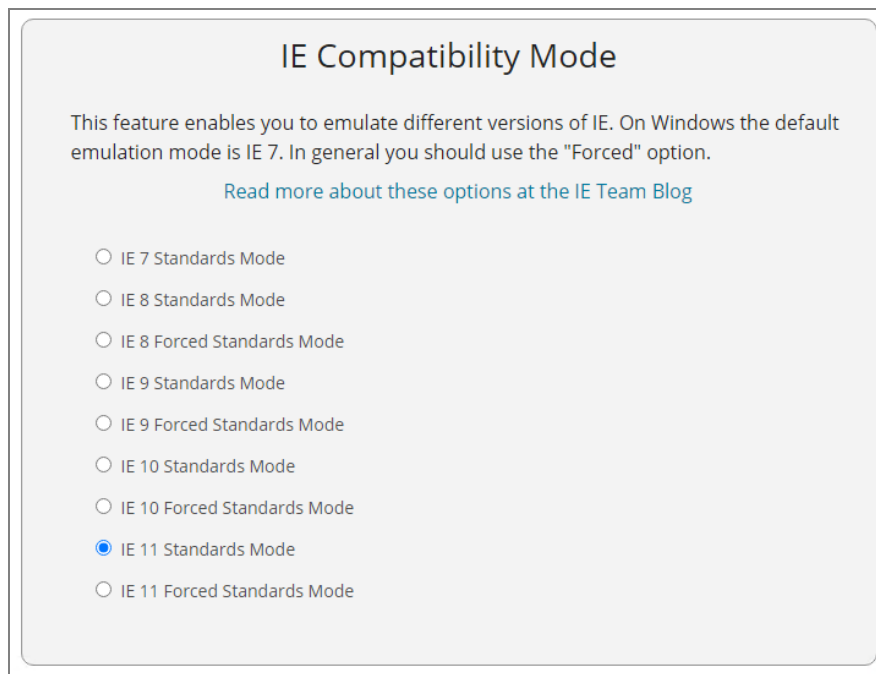 IE Compatibility Mode
This feature enables you to emulate different versions of IE. On Windows the default
emulation mode is IE 7. In general you should use the "Forced" option.
Read more about these options at the IE Team Blog
IE 7 Standards Mode
IE 8 Standards Mode
IE 8 Forced Standards Mode
IE 9 Standards Mode
IE 9 Forced Standards Mode
IE 10 Standards Mode
IE 10 Forced Standards Mode
IE 11 Standards Mode
IE 11 Forced Standards Mode